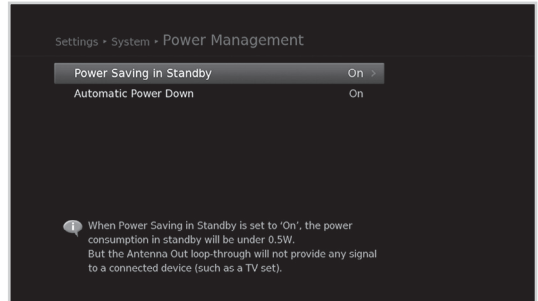 Settings • System • Power Management
Power Saving in Standby On >
Automatic Power Down On
When Power Saving in Standby is set to 'On', the power
consumption in standby will be under 0.5W.
But the Antenna Out loop-through will not provide any signal
to a connected device (such as a TV set).